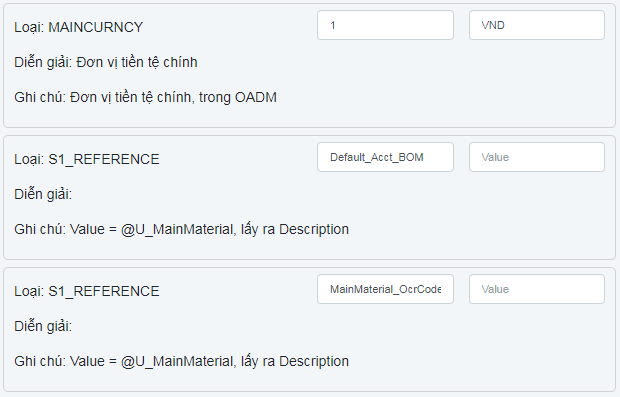 Loại: MAINCURNCY 1 VND
Diễn giải: Đơn vị tiền tệ chính
Ghi chú: Đơn vị tiền tệ chính, trong OADM
Loại: S1_REFERENCE Default_Acct_BOM Value
Diễn giải:
Ghi chú: Value = @U_MainMaterial, lấy ra Description
Loại: S1_REFERENCE MainMaterial_OcrCode Value
Diễn giải:
Ghi chú: Value = @U_MainMaterial, lấy ra Description